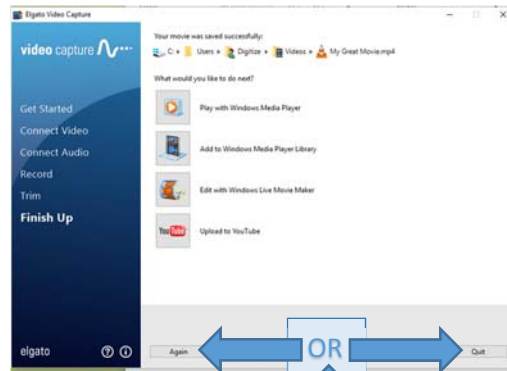 Elgato Video Capture
video capture
Your movie was saved successfully:
C: ▸ Users ▸ Digitize ▸ Videos ▸ My Great Movie.mp4
What would you like to do next?
Get Started
Connect Video
Connect Audio
Record
Trim
Finish Up
Play with Windows Media Player
Add to Windows Media Player Library
Edit with Windows Live Movie Maker
You Tube
Upload to YouTube
elgato
Again
OR
Quit